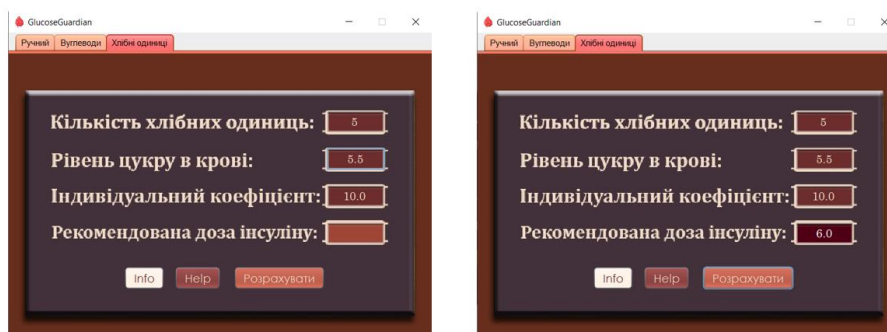 GlucoseGuardian
Ручний Вуглеводи Хлібні одиниці
Кількість хлібних одиниць: 5
Рівень цукру в крові: 5.5
Індивідуальний коефіцієнт: 10.0
Рекомендована доза інсуліну:
Info Help Розрахувати
GlucoseGuardian
Ручний Вуглеводи Хлібні одиниці
Кількість хлібних одиниць: 5
Рівень цукру в крові: 5.5
Індивідуальний коефіцієнт: 10.0
Рекомендована доза інсуліну: 6.0
Info Help Розрахувати